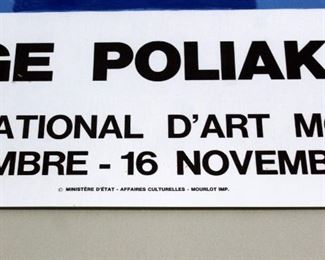 GE POLIAK
ATIONAL D'ART M
MBRE - 16 NOVEMB
© MINISTÈRE D'ÉTAT - AFFAIRES CULTURELLES - MOURLOT IMP.